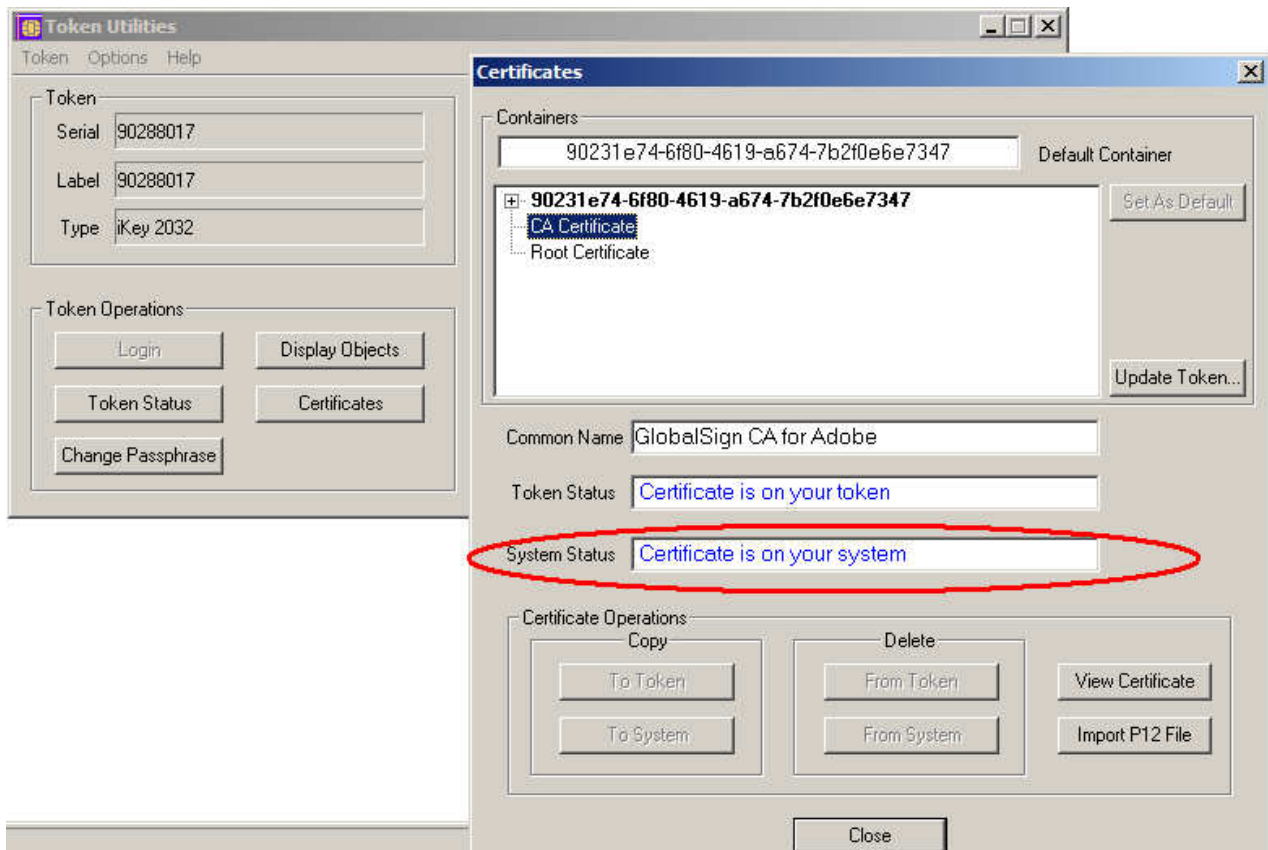 Token Utilities
Token Options Help
Token
Serial 90288017
Label 90288017
Type iKey 2032
Token Operations
Login Display Objects
Token Status Certificates
Change Passphrase
Certificates
Containers
90231e74-6f80-4619-a674-7b2f0e6e7347 Default Container
90231e74-6f80-4619-a674-7b2f0e6e7347 Set As Default
CA Certificate
Root Certificate
Update Token...
Common Name GlobalSign CA for Adobe
Token Status Certificate is on your token
System Status Certificate is on your system
Certificate Operations
Copy Delete
To Token From Token View Certificate
To System From System Import P12 File
Close